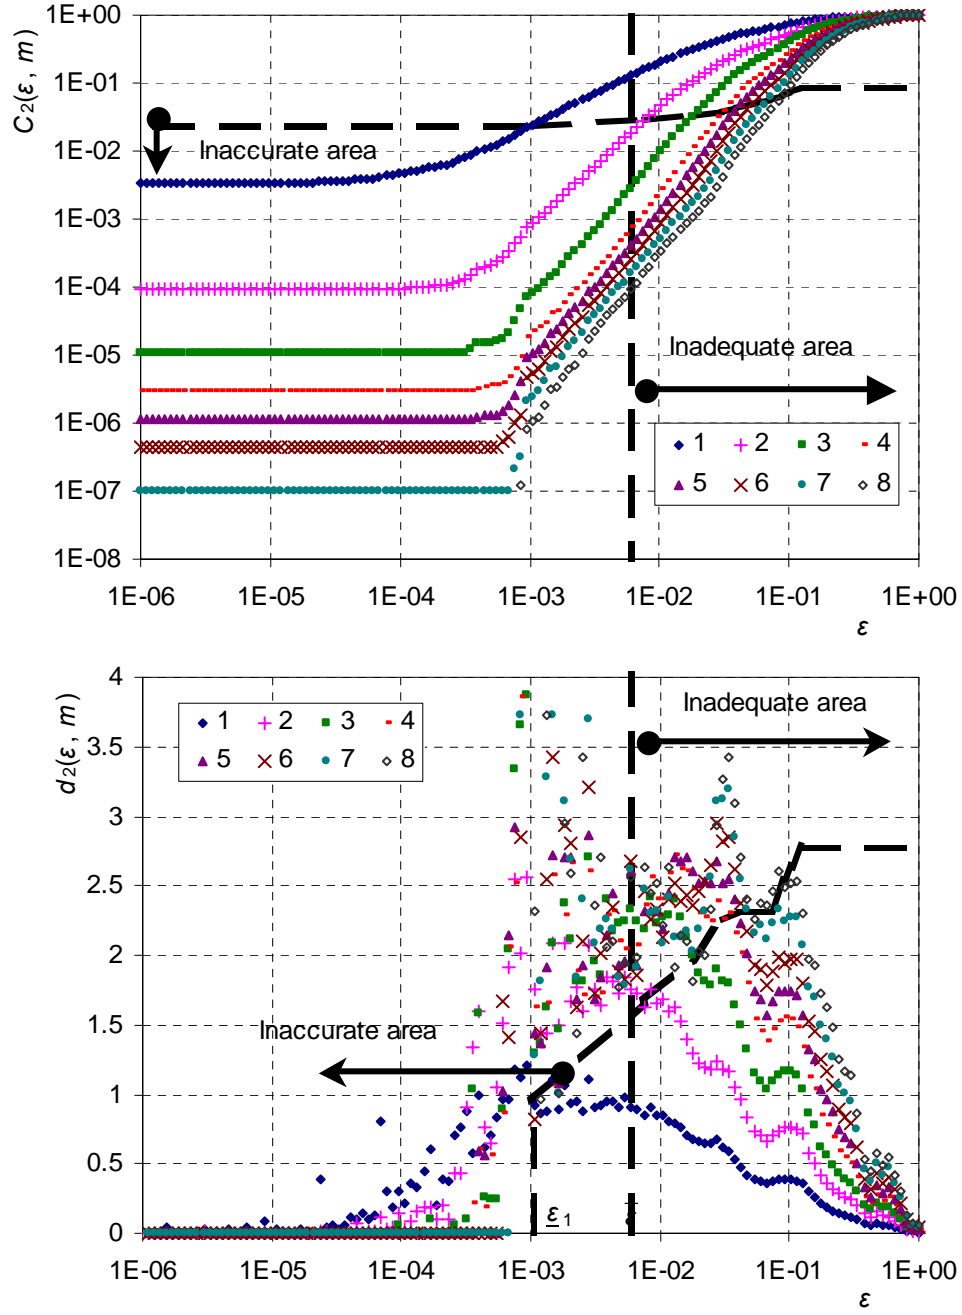 C₂(ε, m)
1E+00
1E-01
1E-02
1E-03
1E-04
1E-05
1E-06
1E-07
1E-08
Inaccurate area
Inadequate area
1 2 3 4
5 6 7 8
1E-06 1E-05 1E-04 1E-03 1E-02 1E-01 1E+00
ε
d₂(ε, m)
4
3.5
3
2.5
2
1.5
1
0.5
0
1 2 3 4
5 6 7 8
Inadequate area
Inaccurate area
ε₁
1E-06 1E-05 1E-04 1E-03 1E-02 1E-01 1E+00
ε